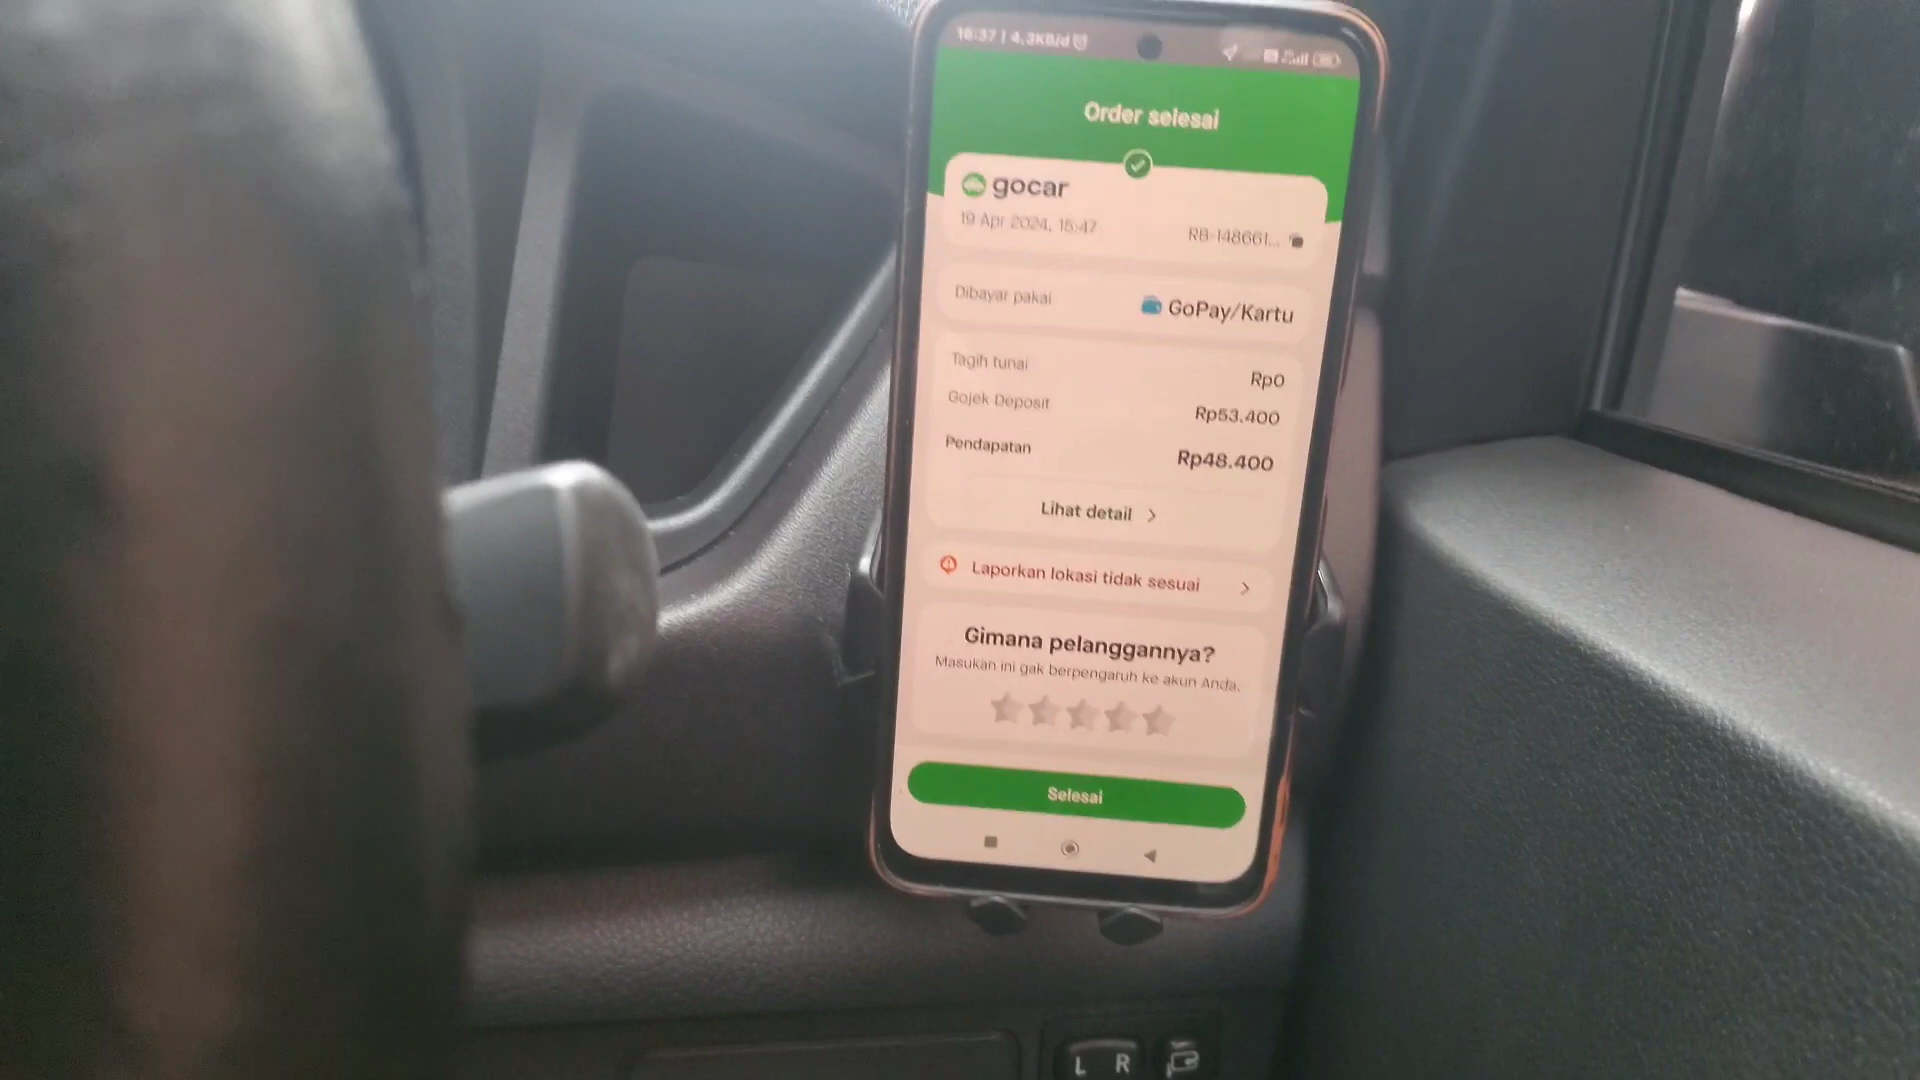 16:37 | 4,3KB/d
Order selesai
gocar
19 Apr 2024, 15:47
RB-148661...
Dibayar pakai
GoPay/Kartu
Tagih tunai
Rp0
Gojek Deposit
Rp53.400
Pendapatan
Rp48.400
Lihat detail
Laporkan lokasi tidak sesuai
Gimana pelanggannya?
Masukan ini gak berpengaruh ke akun Anda.
Selesai
L R